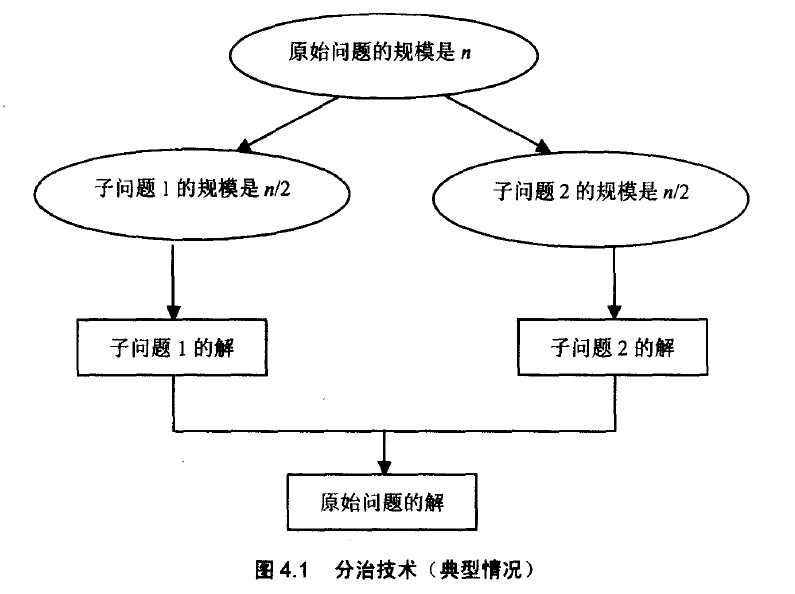 原始问题的规模是 n
子问题 1 的规模是 n/2
子问题 2 的规模是 n/2
子问题 1 的解
子问题 2 的解
原始问题的解
图 4.1 分治技术（典型情况）